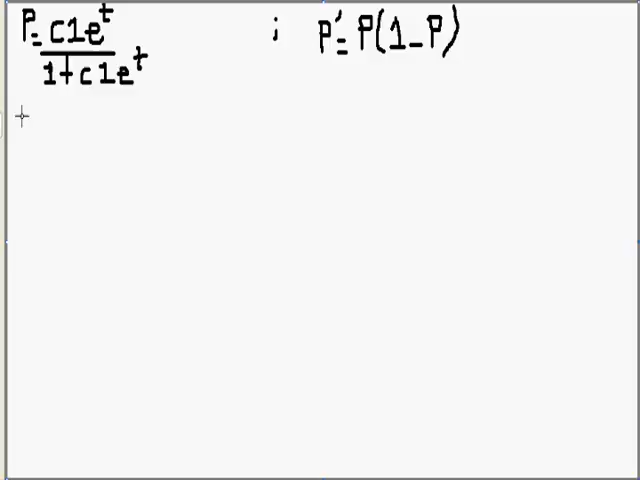 P = c1e^t / 1+c1e^t ; P' = P(1-P)